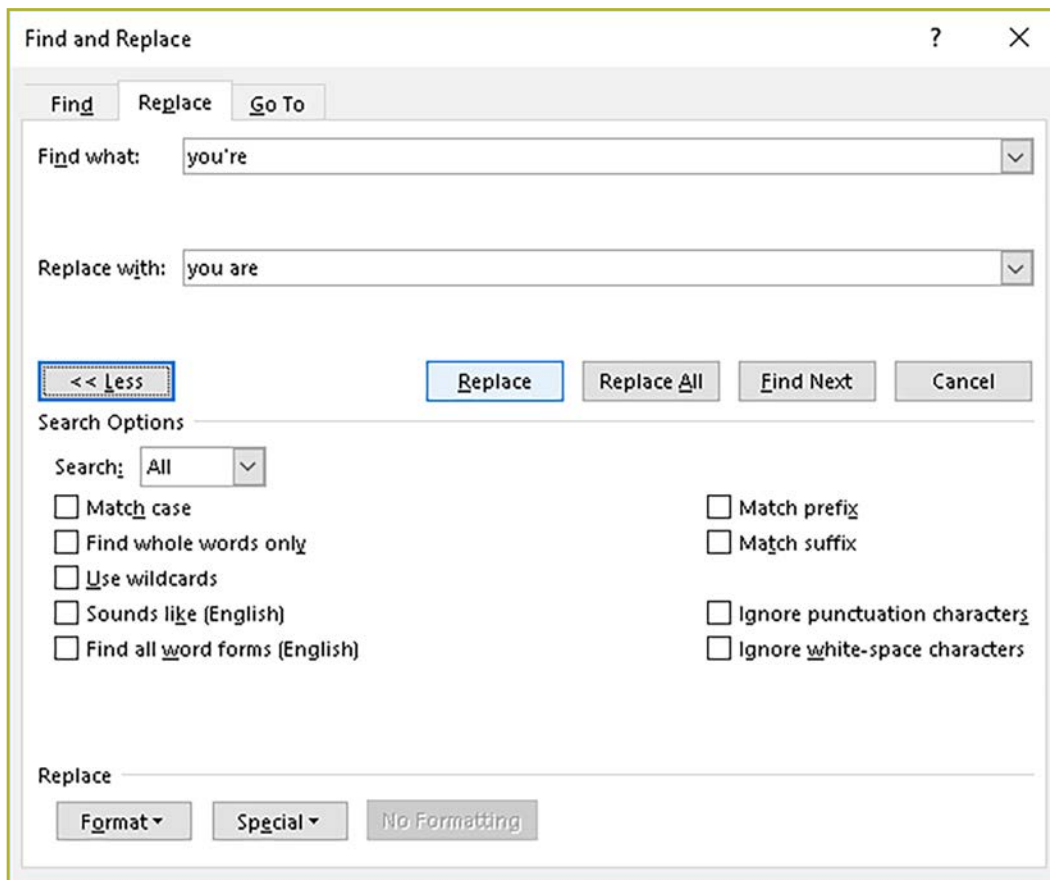 Find and Replace ?
Find Replace Go To
Find what: you're
Replace with: you are
<< Less Replace Replace All Find Next Cancel
Search Options
Search: All
Match case Match prefix
Find whole words only Match suffix
Use wildcards
Sounds like (English) Ignore punctuation characters
Find all word forms (English) Ignore white-space characters
Replace
Format Special No Formatting